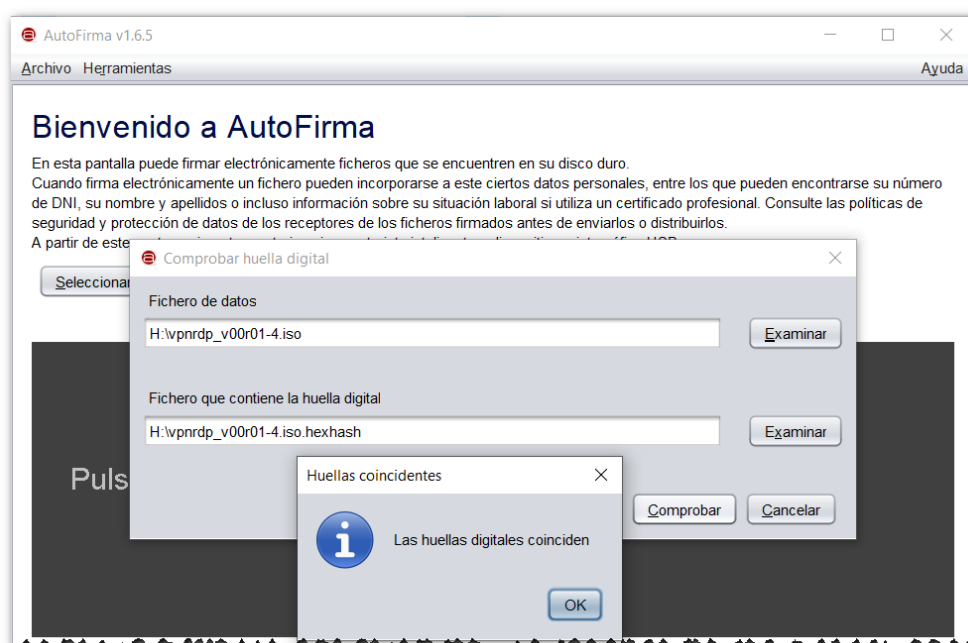 AutoFirma v1.6.5
Archivo Herramientas Ayuda
Bienvenido a AutoFirma
En esta pantalla puede firmar electrónicamente ficheros que se encuentren en su disco duro.
Cuando firma electrónicamente un fichero pueden incorporarse a este ciertos datos personales, entre los que pueden encontrarse su número
de DNI, su nombre y apellidos o incluso información sobre su situación laboral si utiliza un certificado profesional. Consulte las políticas de
seguridad y protección de datos de los receptores de los ficheros firmados antes de enviarlos o distribuirlos.
A partir de este
Seleccionar
Comprobar huella digital
Fichero de datos
H:\vpnrdp_v00r01-4.iso
Examinar
Fichero que contiene la huella digital
H:\vpnrdp_v00r01-4.iso.hexhash
Examinar
Puls
Comprobar Cancelar
Huellas coincidentes
Las huellas digitales coinciden
OK